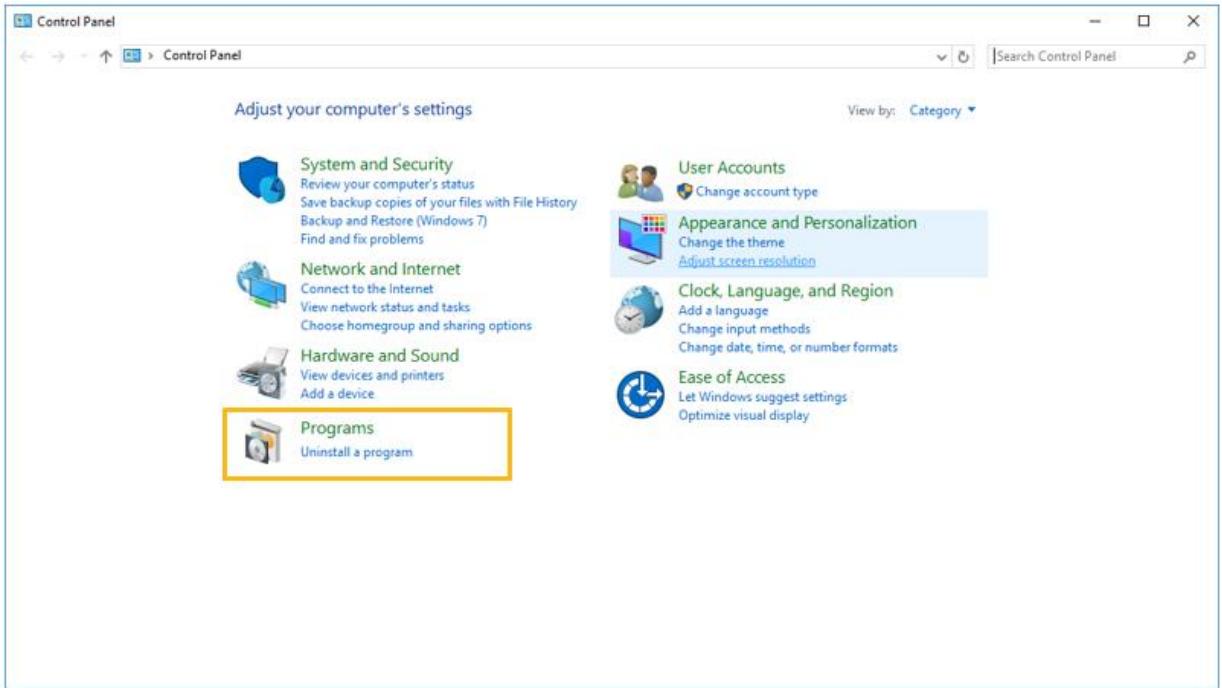 Control Panel
Control Panel
Search Control Panel
Adjust your computer's settings
View by: Category
System and Security
Review your computer's status
Save backup copies of your files with File History
Backup and Restore (Windows 7)
Find and fix problems
Network and Internet
Connect to the Internet
View network status and tasks
Choose homegroup and sharing options
Hardware and Sound
View devices and printers
Add a device
Programs
Uninstall a program
User Accounts
Change account type
Appearance and Personalization
Change the theme
Adjust screen resolution
Clock, Language, and Region
Add a language
Change input methods
Change date, time, or number formats
Ease of Access
Let Windows suggest settings
Optimize visual display